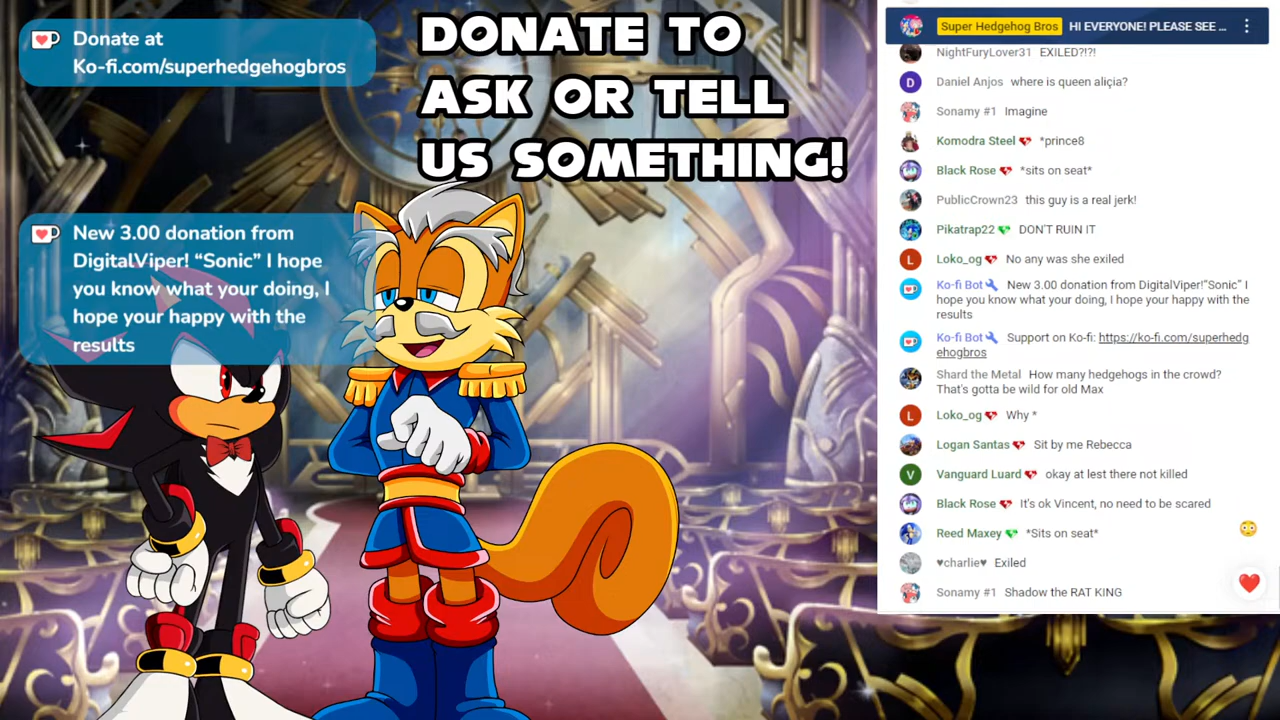 Donate at
Ko-fi.com/superhedgehogbros
DONATE TO
ASK OR TELL
US SOMETHING!
New 3.00 donation from
DigitalViper! “Sonic” I hope
you know what your doing, I
hope your happy with the
results
Super Hedgehog Bros HI EVERYONE! PLEASE SEE ...
NightFuryLover31 EXILED?!?!
D Daniel Anjos where is queen aliçia?
Sonamy #1 Imagine
Komodra Steel *prince8
Black Rose *sits on seat*
PublicCrown23 this guy is a real jerk!
Pikatrap22 DON'T RUIN IT
L Loko_og No any was she exiled
Ko-fi Bot New 3.00 donation from DigitalViper!“Sonic” I
hope you know what your doing, I hope your happy with the
results
Ko-fi Bot Support on Ko-fi: https://ko-fi.com/superhedg
ehogbros
Shard the Metal How many hedgehogs in the crowd?
That's gotta be wild for old Max
L Loko_og Why *
Logan Santas Sit by me Rebecca
V Vanguard Luard okay at lest there not killed
Black Rose It's ok Vincent, no need to be scared
Reed Maxey *Sits on seat*
♥charlie♥ Exiled
Sonamy #1 Shadow the RAT KING